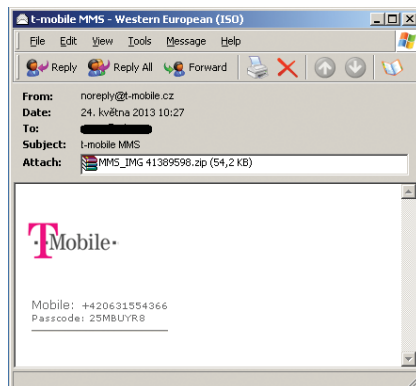 t-mobile MMS - Western European (ISO)
File Edit View Tools Message Help
Reply Reply All Forward
From: noreply@t-mobile.cz
Date: 24. května 2013 10:27
To:
Subject: t-mobile MMS
Attach: MMS_IMG 41389598.zip (54,2 KB)
T Mobile
Mobile: +420631554366
Passcode: 25MBUYR8